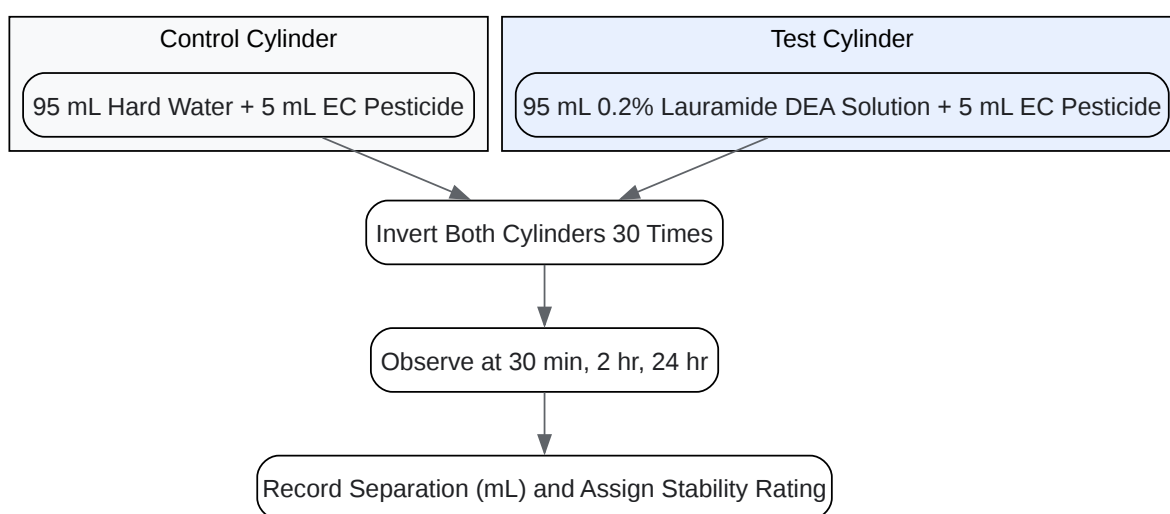 Control Cylinder
Test Cylinder
95 mL Hard Water + 5 mL EC Pesticide
95 mL 0.2% Lauramide DEA Solution + 5 mL EC Pesticide
Invert Both Cylinders 30 Times
Observe at 30 min, 2 hr, 24 hr
Record Separation (mL) and Assign Stability Rating